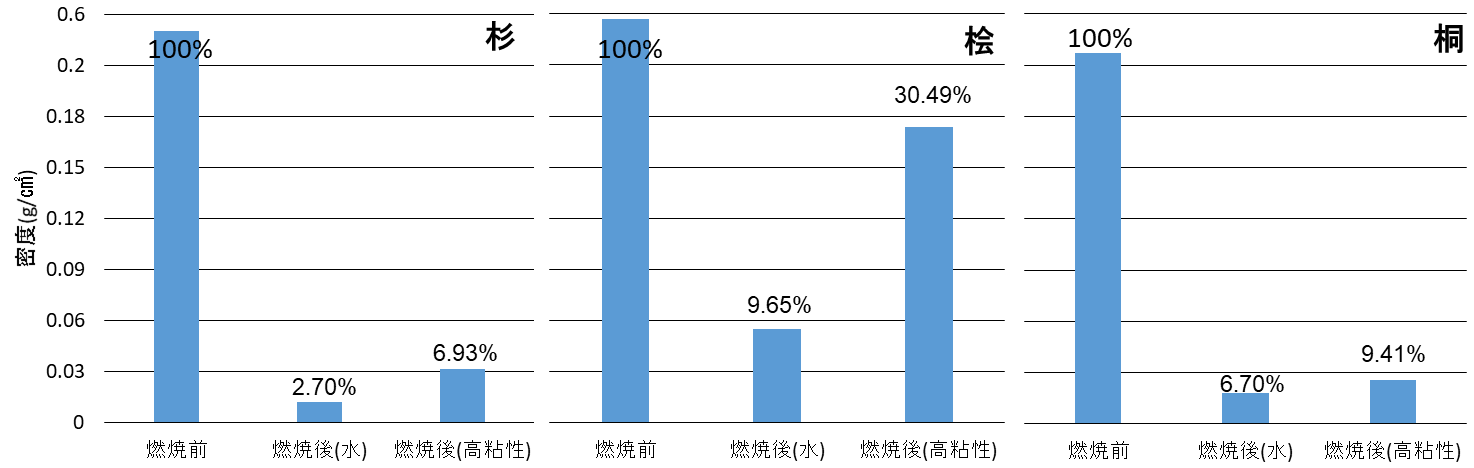 密度(g/㎠)
0.6
0.2
0.18
0.15
0.12
0.09
0.06
0.03
0
杉
100%
2.70%
6.93%
燃焼前
燃焼後(水)
燃焼後(高粘性)
桧
100%
9.65%
30.49%
燃焼前
燃焼後(水)
燃焼後(高粘性)
桐
100%
6.70%
9.41%
燃焼前
燃焼後(水)
燃焼後(高粘性)